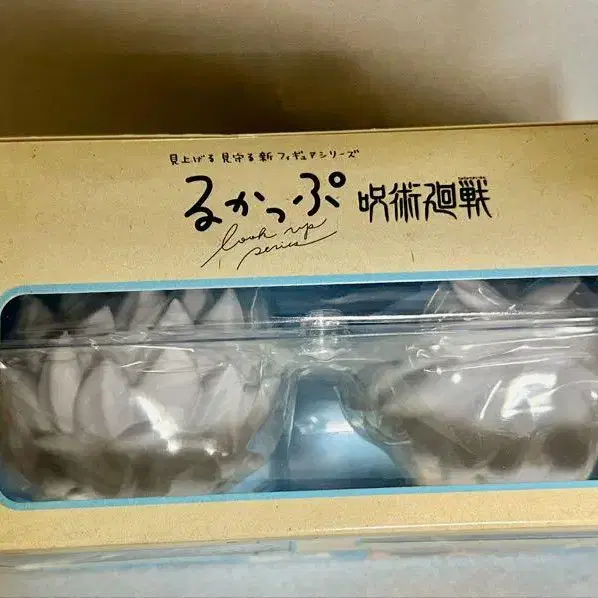 見上げる 見守る新フィギュアシリーズ
るかっぷ 呪術廻戦
look up
series